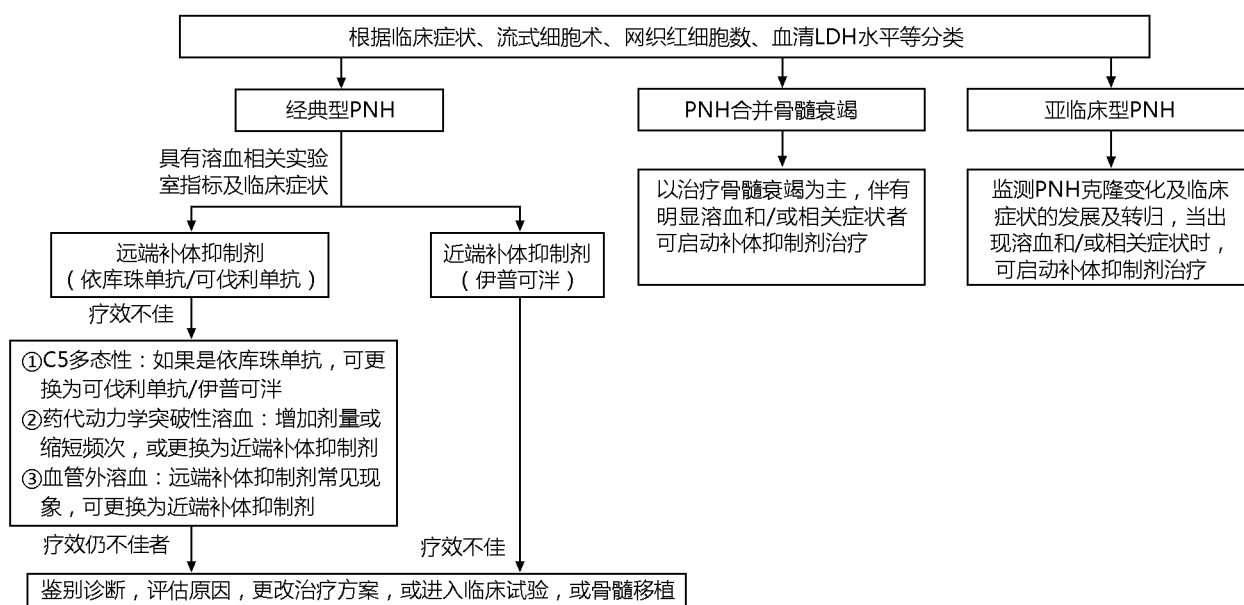 根据临床症状、流式细胞术、网织红细胞数、血清LDH水平等分类
经典型PNH
PNH合并骨髓衰竭
亚临床型PNH
具有溶血相关实验
室指标及临床症状
以治疗骨髓衰竭为主，伴有
明显溶血和/或相关症状者
可启动补体抑制剂治疗
监测PNH克隆变化及临床
症状的发展及转归，当出
现溶血和/或相关症状时，
可启动补体抑制剂治疗
远端补体抑制剂
（依库珠单抗/可伐利单抗）
近端补体抑制剂
（伊普可泮）
疗效不佳
①C5多态性：如果是依库珠单抗，可更
换为可伐利单抗/伊普可泮
②药代动力学突破性溶血：增加剂量或
缩短频次，或更换为近端补体抑制剂
③血管外溶血：远端补体抑制剂常见现
象，可更换为近端补体抑制剂
疗效仍不佳者
疗效不佳
鉴别诊断，评估原因，更改治疗方案，或进入临床试验，或骨髓移植